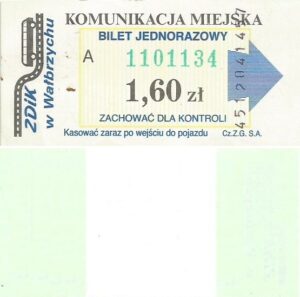 KOMUNIKACJA MIEJSKA
BILET JEDNORAZOWY
A 1101134
1,60 zł
ZACHOWAĆ DLA KONTROLI
Kasować zaraz po wejściu do pojazdu Cz.Z.G. S.A.
ZDiK
w Wałbrzychu